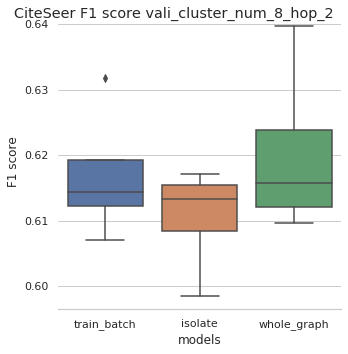 CiteSeer F1 score vali_cluster_num_8_hop_2
0.64
0.63
0.62
0.61
0.60
F1 score
train_batch isolate whole_graph
models